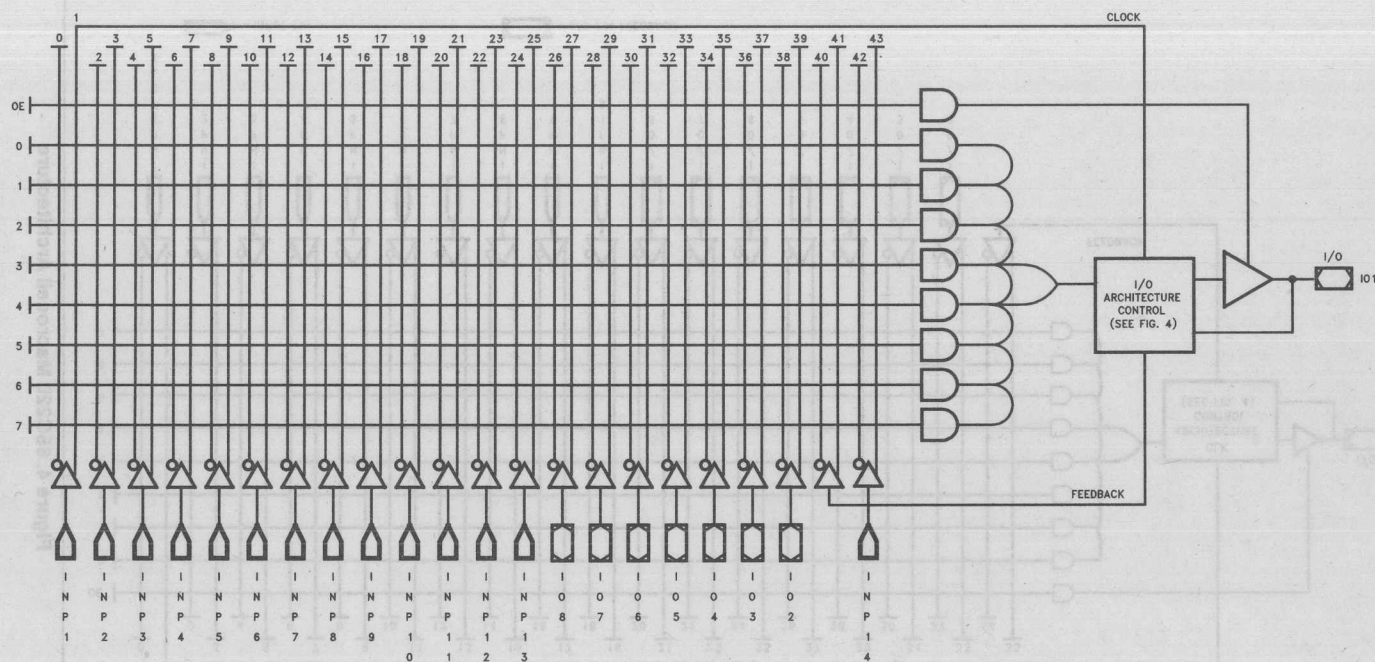 1
CLOCK
0 3 5 7 9 11 13 15 17 19 21 23 25 27 29 31 33 35 37 39 41 43
2 4 6 8 10 12 14 16 18 20 22 24 26 28 30 32 34 36 38 40 42
OE
0
1
2
3
4
5
6
7
I/O
ARCHITECTURE
CONTROL
(SEE FIG. 4)
I/O
IO1
FEEDBACK
INP1
INP2
INP3
INP4
INP5
INP6
INP7
INP8
INP9
INP10
INP11
INP12
INP13
IO8
IO7
IO6
IO5
IO4
IO3
IO2
INP14